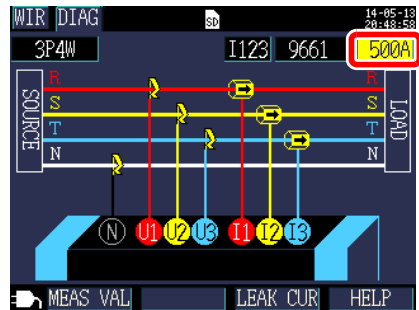 WIR DIAG SD 14-05-13
20:48:58
3P4W I123 9661 500A
R R
S S
T T
N N
SOURCE LOAD
N U1 U2 U3 I1 I2 I3
MEAS VAL LEAK CUR HELP